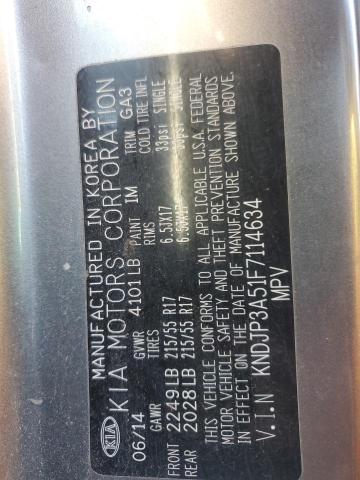 MANUFACTURED IN KOREA BY
KIA KIA MOTORS CORPORATION
06/14 GVWR 4101LB PAINT IM TRIM GA3
GAWR TIRES RIMS COLD TIRE INFL
FRONT 2249LB 215/55 R17 6.5JX17 33psi SINGLE
REAR 2028LB 215/55 R17 6.5JX17 33psi SINGLE
THIS VEHICLE CONFORMS TO ALL APPLICABLE U.S.A. FEDERAL
MOTOR VEHICLE SAFETY AND THEFT PREVENTION STANDARDS
IN EFFECT ON THE DATE OF MANUFACTURE SHOWN ABOVE.
V.I.N KNDJP3A51F7114634
MPV